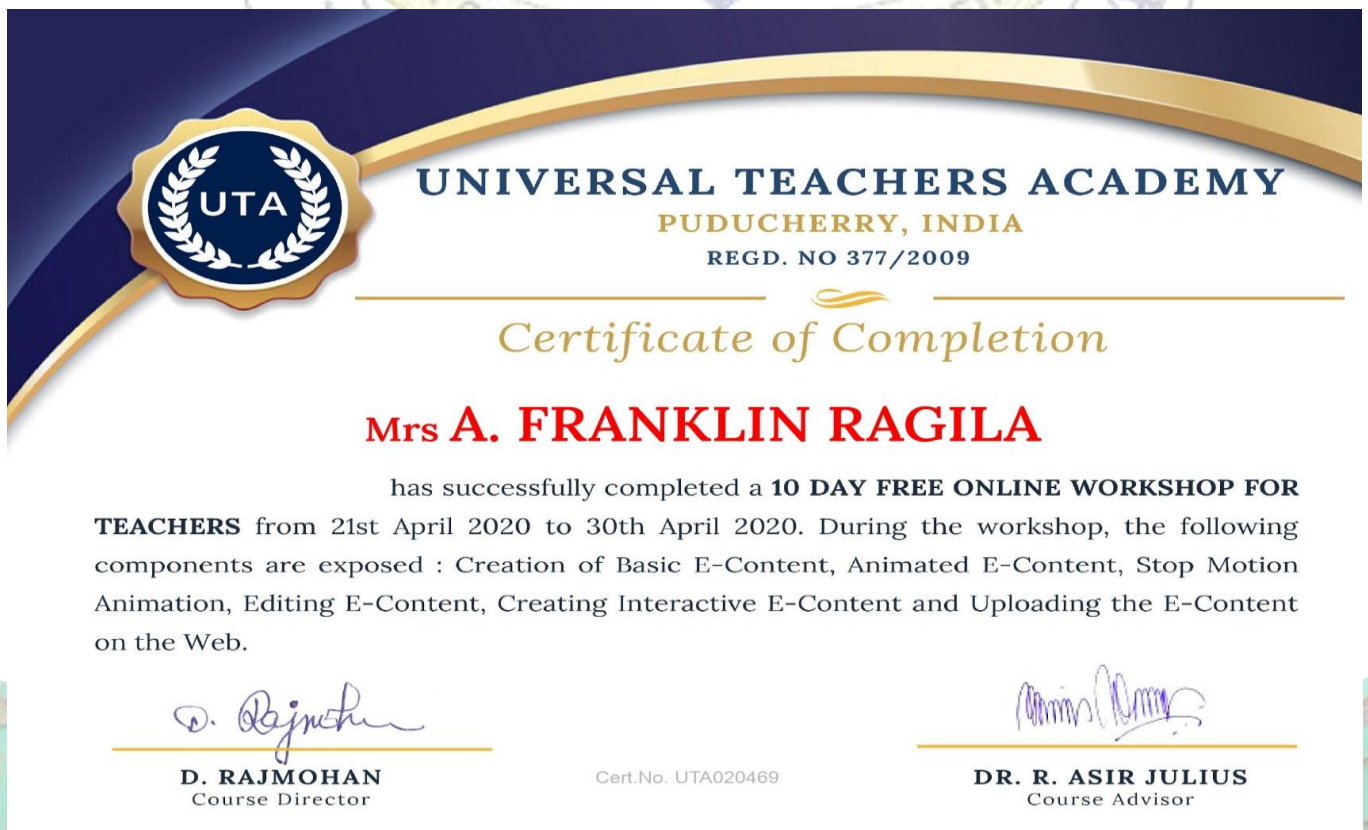 UTA
UNIVERSAL TEACHERS ACADEMY
PUDUCHERRY, INDIA
REGD. NO 377/2009
Certificate of Completion
Mrs A. FRANKLIN RAGILA
has successfully completed a 10 DAY FREE ONLINE WORKSHOP FOR
TEACHERS from 21st April 2020 to 30th April 2020. During the workshop, the following
components are exposed : Creation of Basic E-Content, Animated E-Content, Stop Motion
Animation, Editing E-Content, Creating Interactive E-Content and Uploading the E-Content
on the Web.
D. Rajmohan
D. RAJMOHAN
Course Director
Cert.No. UTA020469
DR. R. ASIR JULIUS
Course Advisor